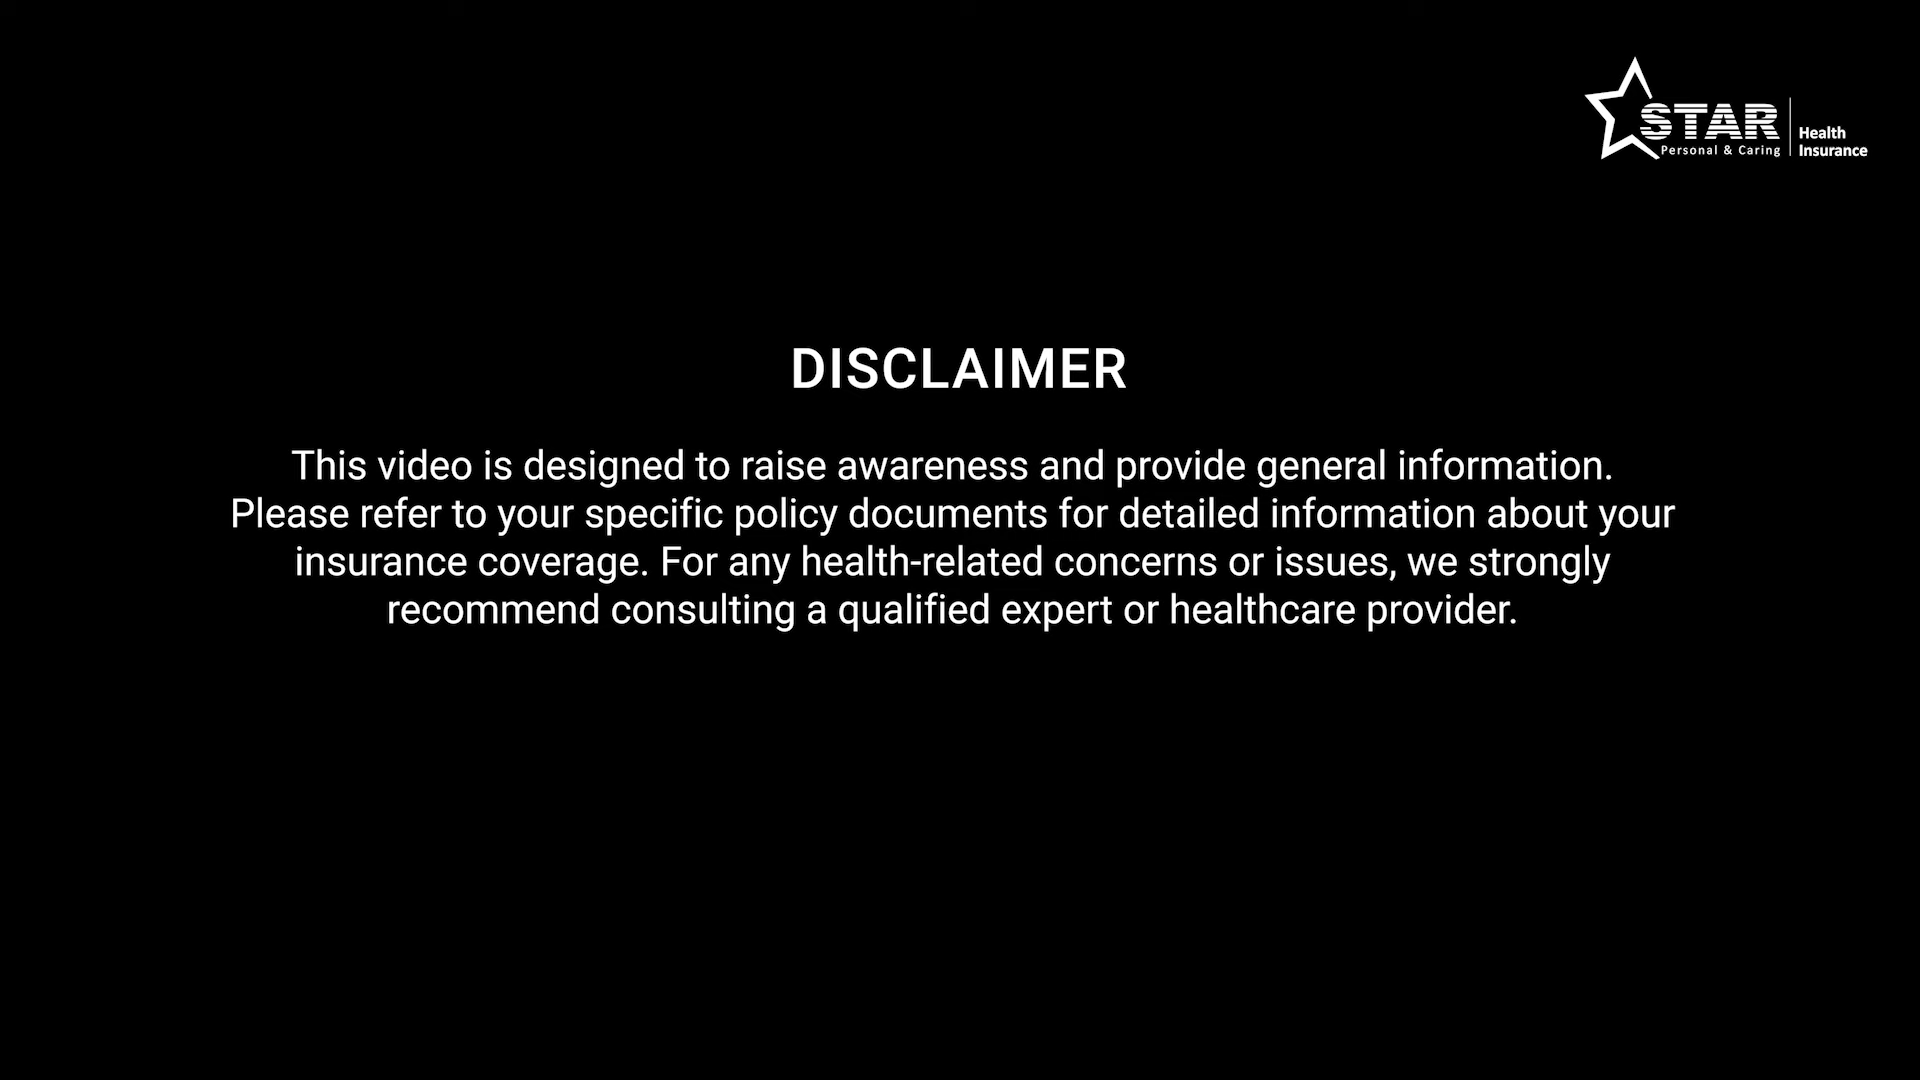 STAR
Personal & Caring
Health
Insurance
DISCLAIMER
This video is designed to raise awareness and provide general information.
Please refer to your specific policy documents for detailed information about your
insurance coverage. For any health-related concerns or issues, we strongly
recommend consulting a qualified expert or healthcare provider.